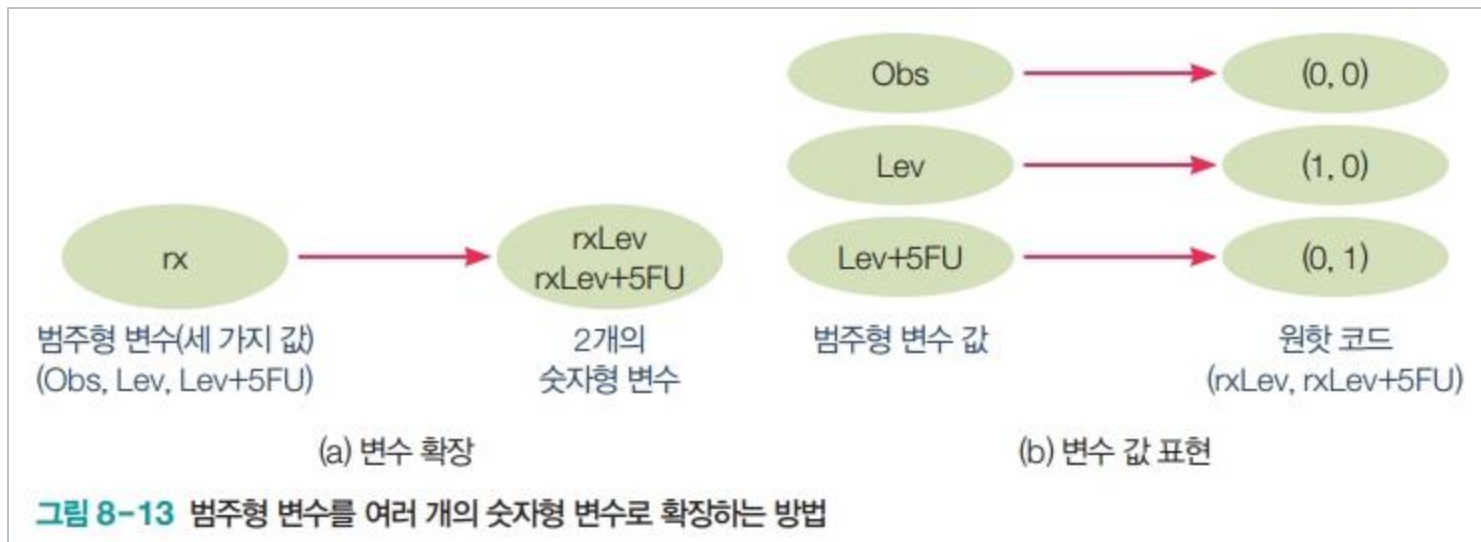 rx
rxLev
rxLev+5FU
범주형 변수(세 가지 값)
(Obs, Lev, Lev+5FU)
2개의
숫자형 변수
(a) 변수 확장
Obs
(0, 0)
Lev
(1, 0)
Lev+5FU
(0, 1)
범주형 변수 값
원핫 코드
(rxLev, rxLev+5FU)
(b) 변수 값 표현
그림 8-13 범주형 변수를 여러 개의 숫자형 변수로 확장하는 방법